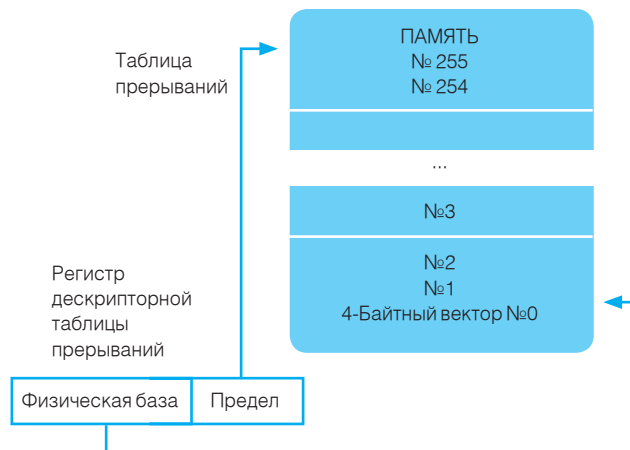 Таблица
прерываний
ПАМЯТЬ
№ 255
№ 254
...
№3
№2
№1
4-Байтный вектор №0
Регистр
дескрипторной
таблицы
прерываний
Физическая база
Предел